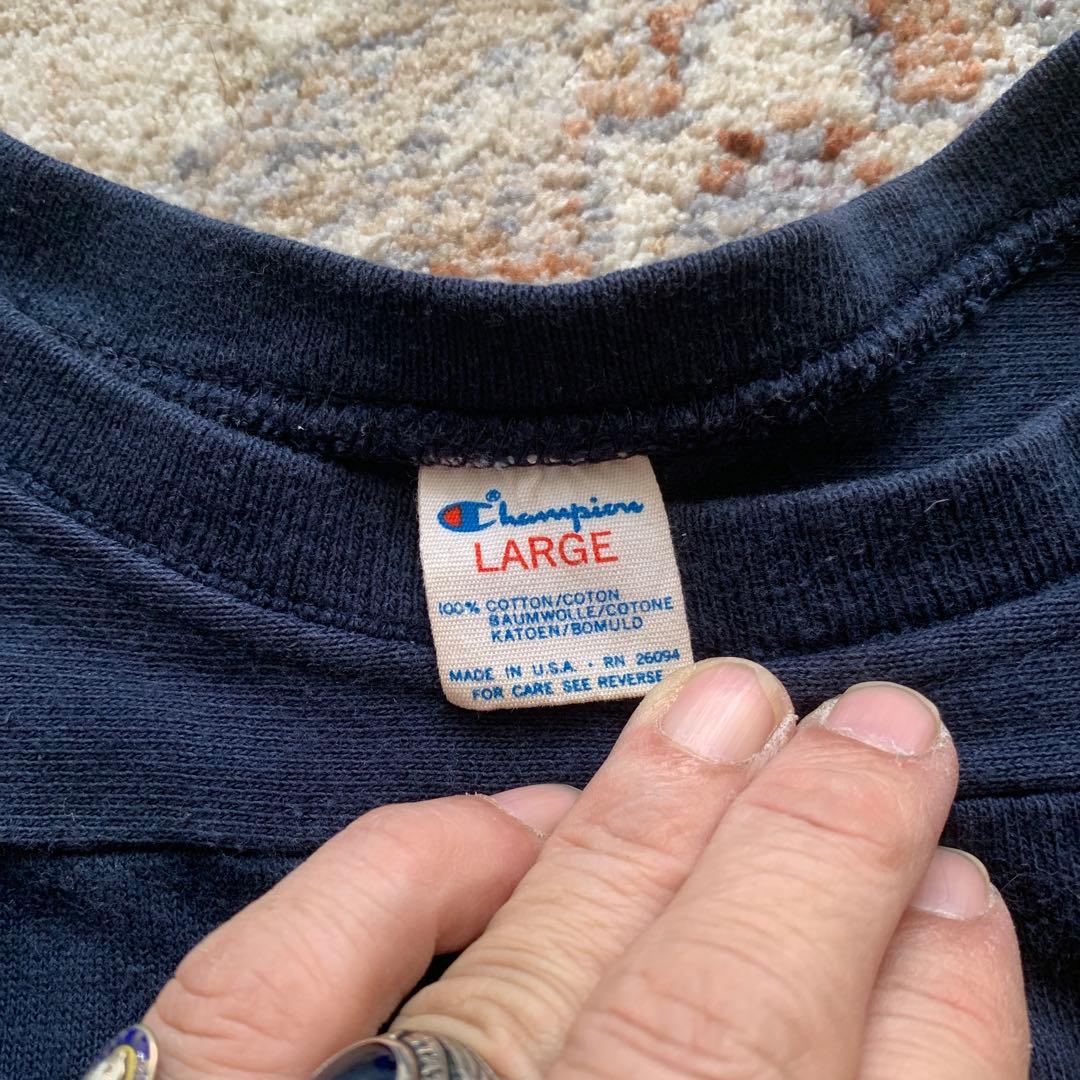 Champion®
LARGE
100% COTTON/COTON
BAUMWOLLE/COTONE
KATOEN/BOMULD
MADE IN U.S.A. · RN 26094
FOR CARE SEE REVERSE